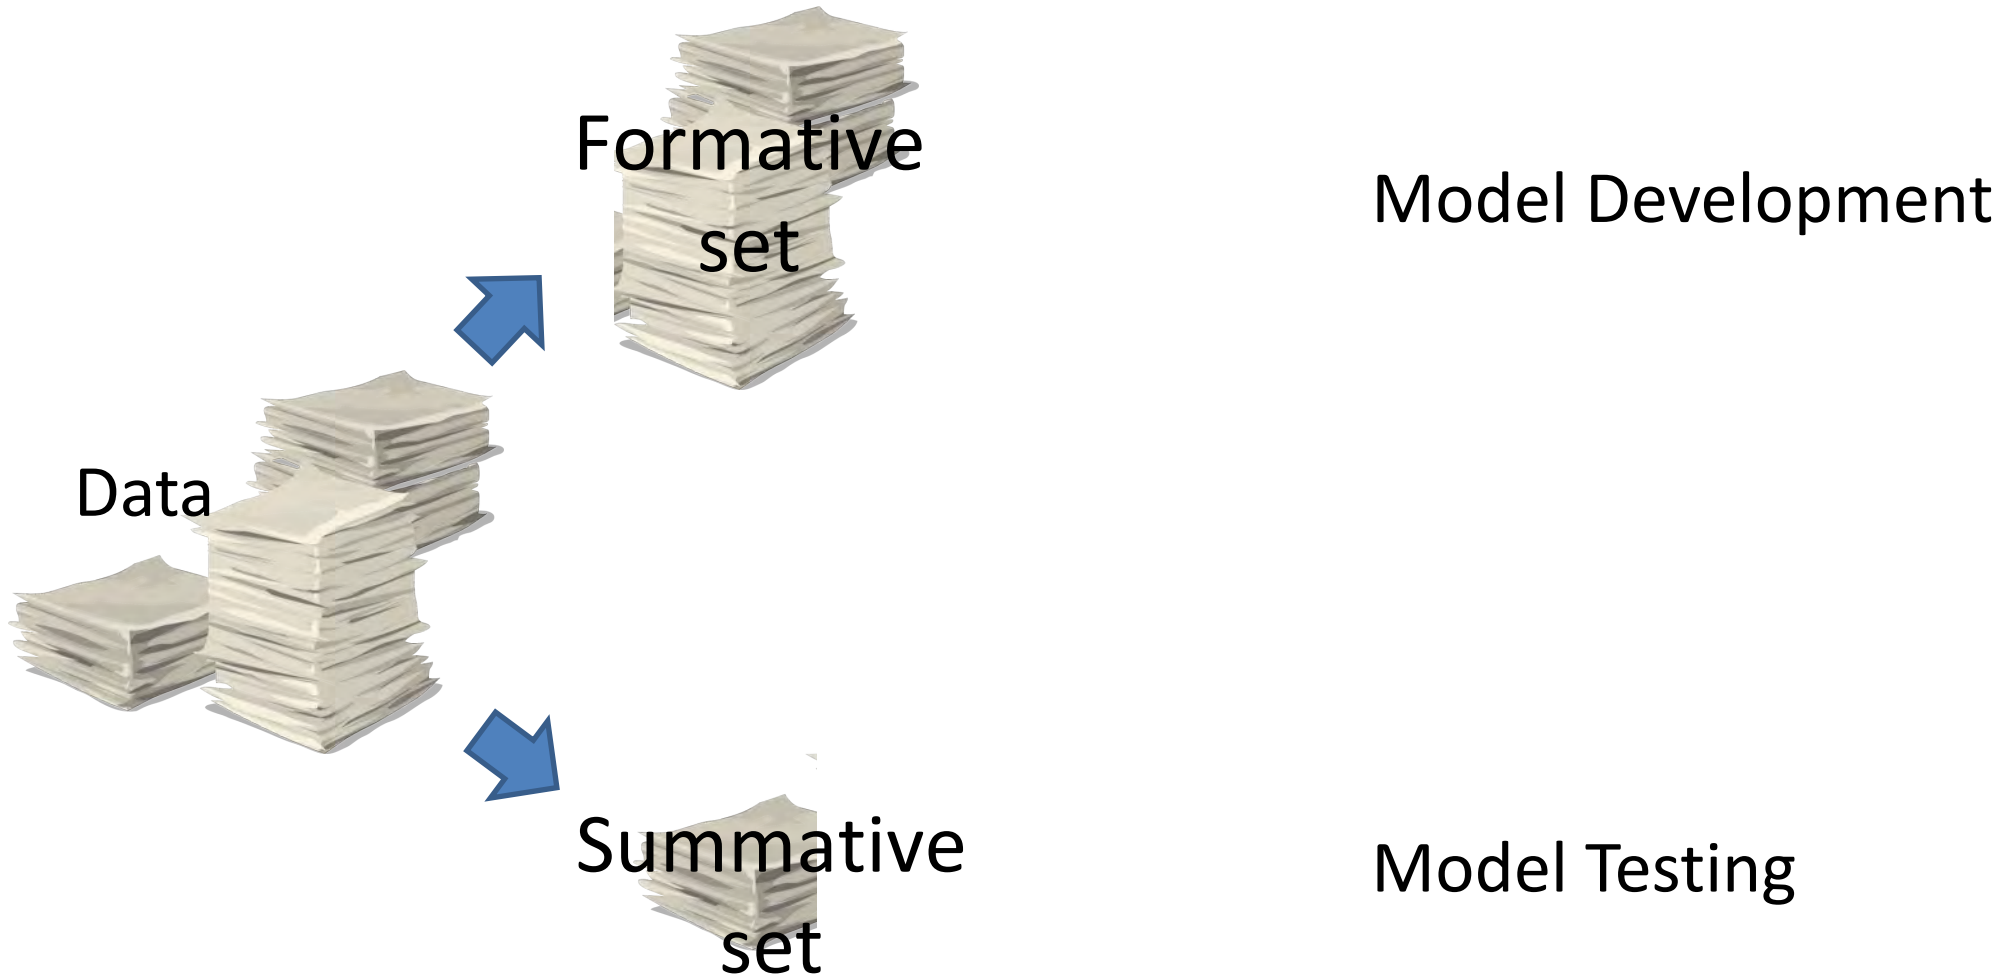 Formative
set
Model Development
Data
Summative
set
Model Testing